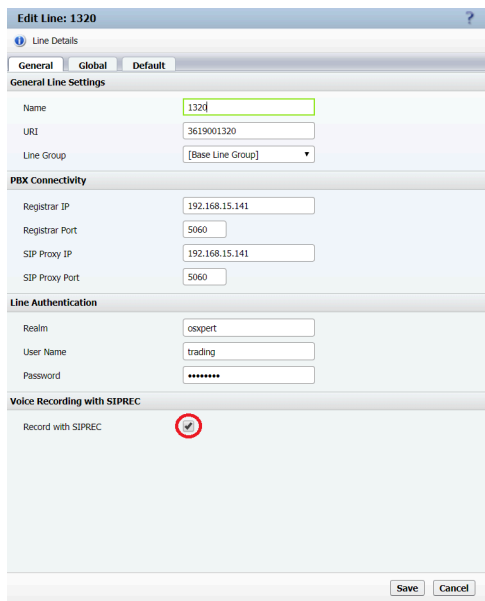 Edit Line: 1320 ?
i Line Details
General Global Default
General Line Settings
Name 1320
URI 3619001320
Line Group [Base Line Group]
PBX Connectivity
Registrar IP 192.168.15.141
Registrar Port 5060
SIP Proxy IP 192.168.15.141
SIP Proxy Port 5060
Line Authentication
Realm osxpert
User Name trading
Password ••••••••
Voice Recording with SIPREC
Record with SIPREC
Save Cancel